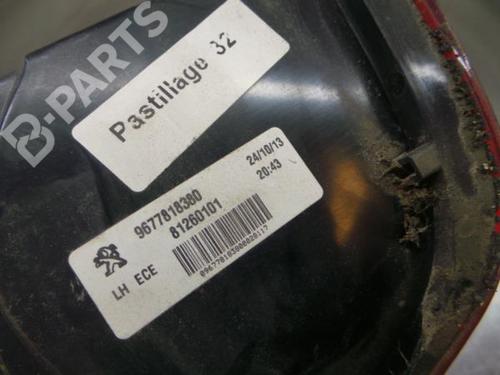 B-PARTS
Pastillage 32
9677818380
24/10/13
81260101
20:43
LH ECE